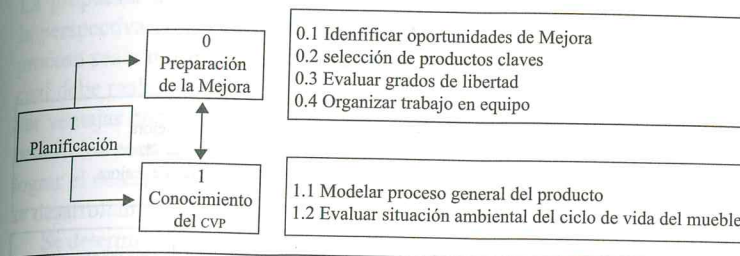 0
Preparación
de la Mejora
0.1 Idenfificar oportunidades de Mejora
0.2 selección de productos claves
0.3 Evaluar grados de libertad
0.4 Organizar trabajo en equipo
1
Planificación
1
Conocimiento
del CVP
1.1 Modelar proceso general del producto
1.2 Evaluar situación ambiental del ciclo de vida del mueble